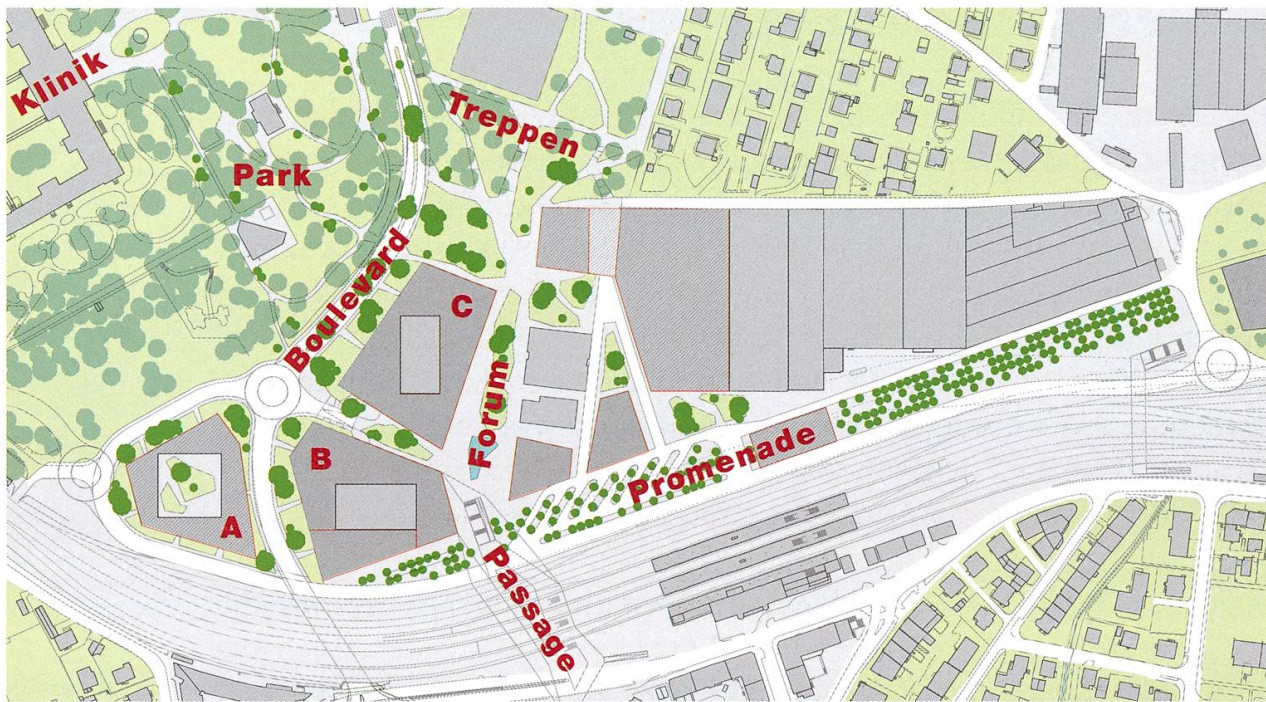 Klinik
Treppen
Park
Boulevard
C
Forum
B
A
Promenade
Passage